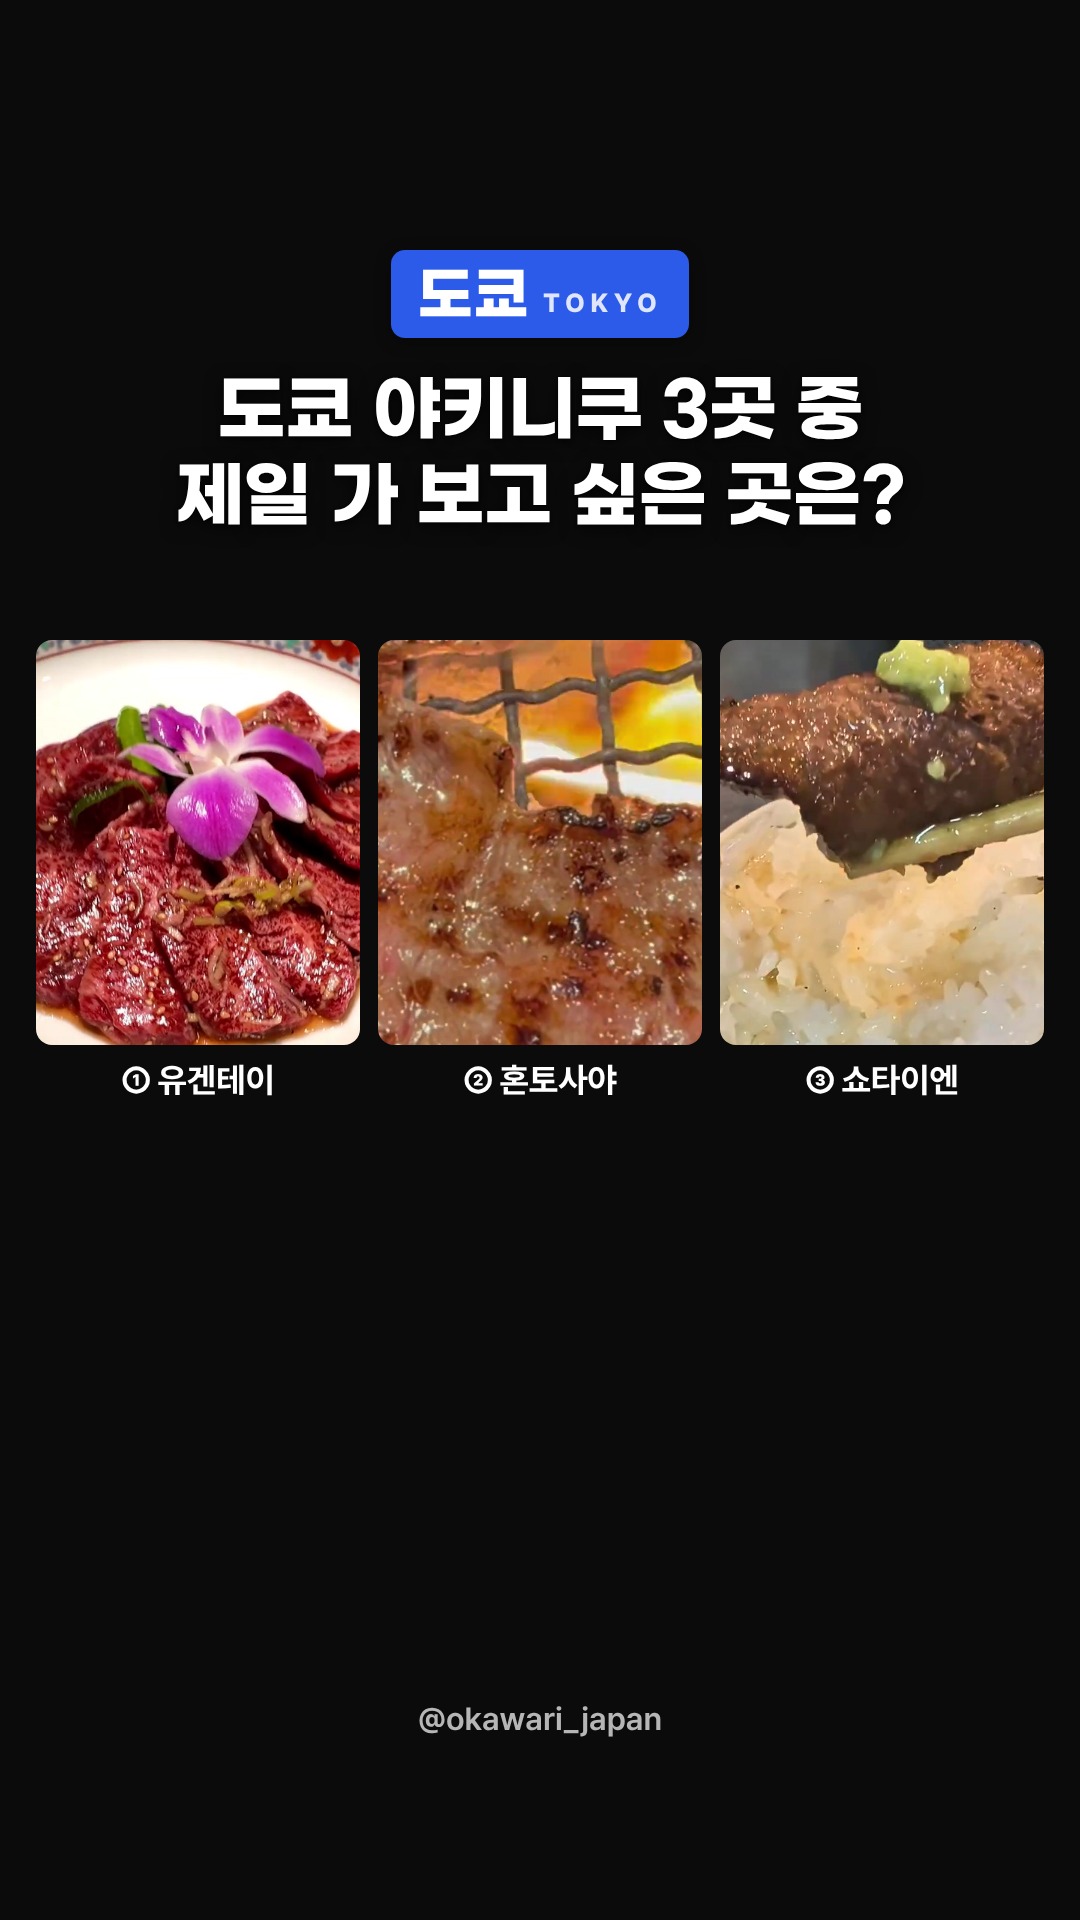 도쿄 TOKYO
도쿄 야키니쿠 3곳 중
제일 가 보고 싶은 곳은?
① 유겐테이
② 혼토사야
③ 쇼타이엔
@okawari_japan